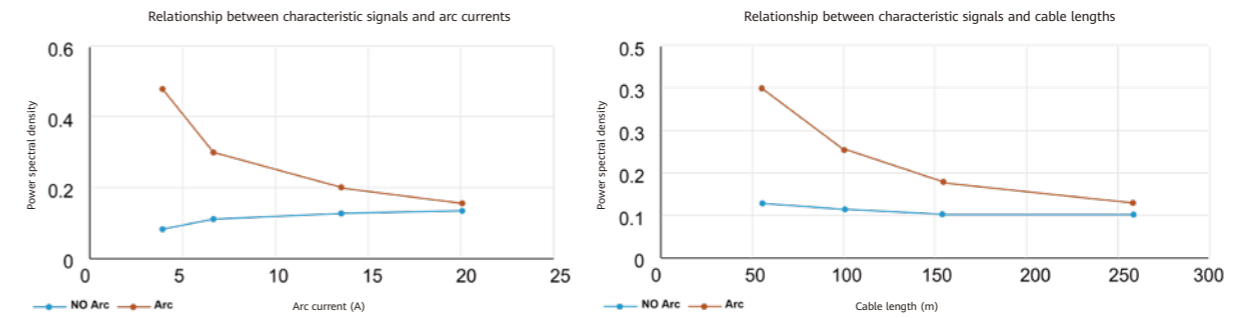 Relationship between characteristic signals and arc currents
0.6
0.4
0.2
0
Power spectral density
0 5 10 15 20 25
NO Arc Arc Arc current (A)
Relationship between characteristic signals and cable lengths
0.5
0.3
0.3
0.2
0.1
0
Power spectral density
0 50 100 150 200 250 300
NO Arc Arc Cable length (m)